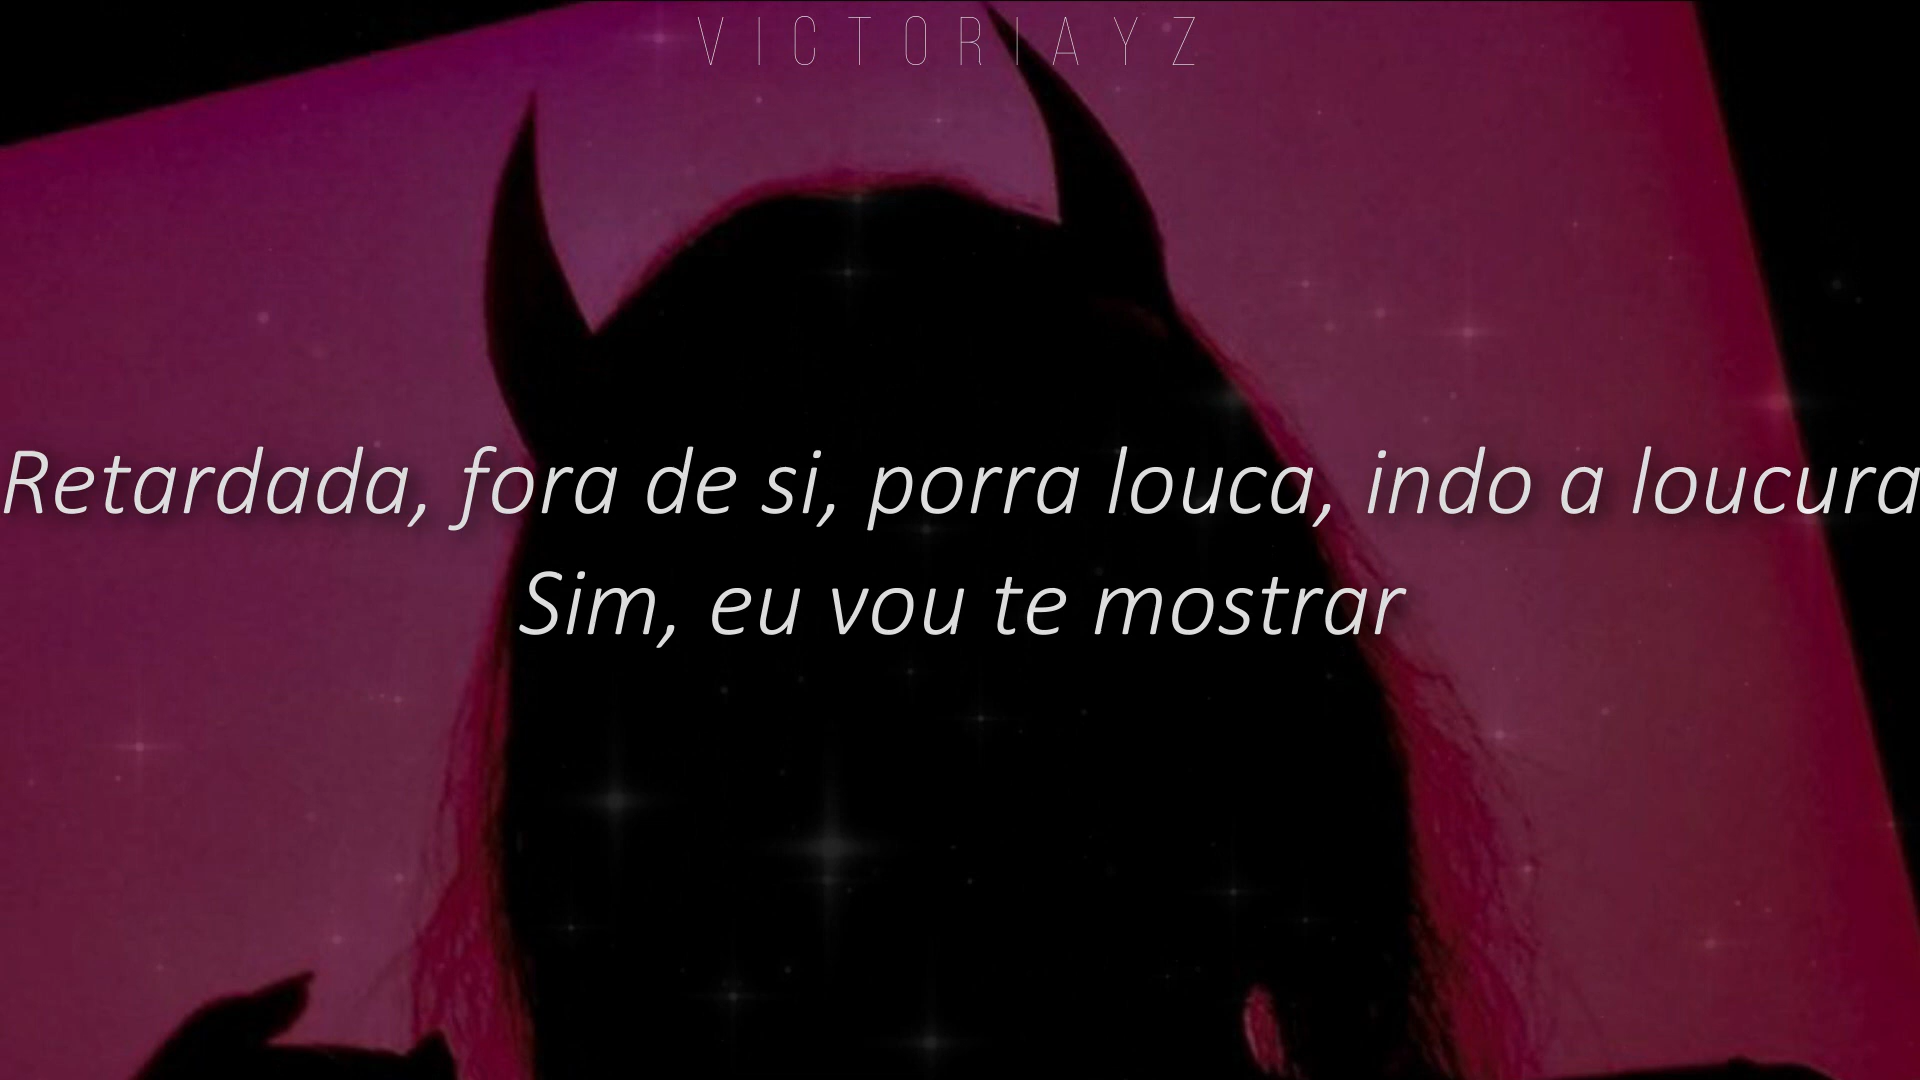 VICTORIAYZ
Retardada, fora de si, porra louca, indo a loucura
Sim, eu vou te mostrar